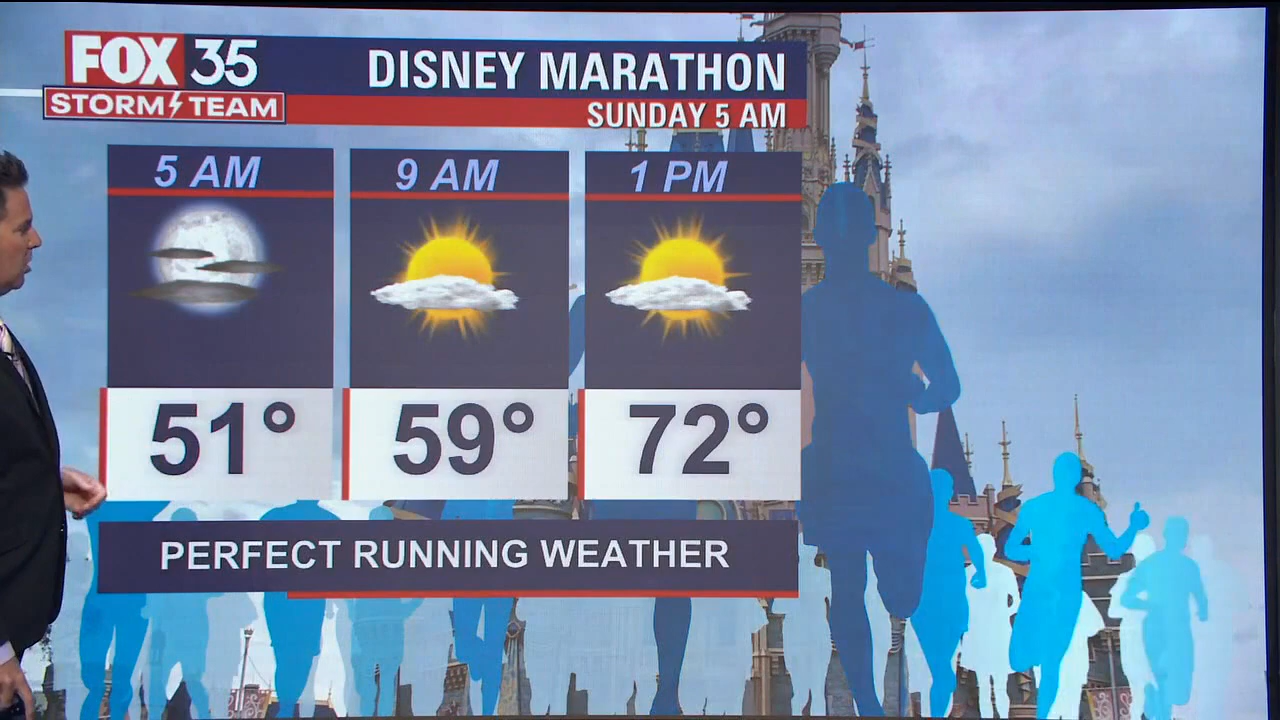 FOX 35
STORM TEAM
DISNEY MARATHON
SUNDAY 5 AM
5 AM
9 AM
1 PM
51°
59°
72°
PERFECT RUNNING WEATHER